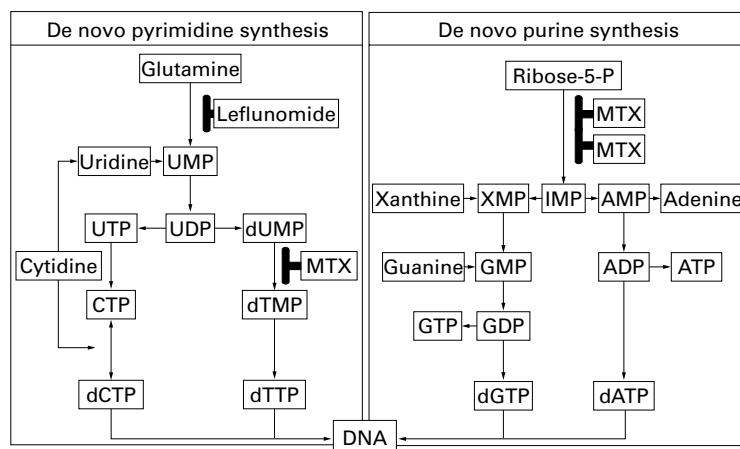 De novo pyrimidine synthesis
Glutamine
Leflunomide
Uridine
UMP
UTP
UDP
dUMP
Cytidine
MTX
CTP
dTMP
dCTP
dTTP
De novo purine synthesis
Ribose-5-P
MTX
MTX
Xanthine
XMP
IMP
AMP
Adenine
Guanine
GMP
ADP
ATP
GTP
GDP
dGTP
dATP
DNA